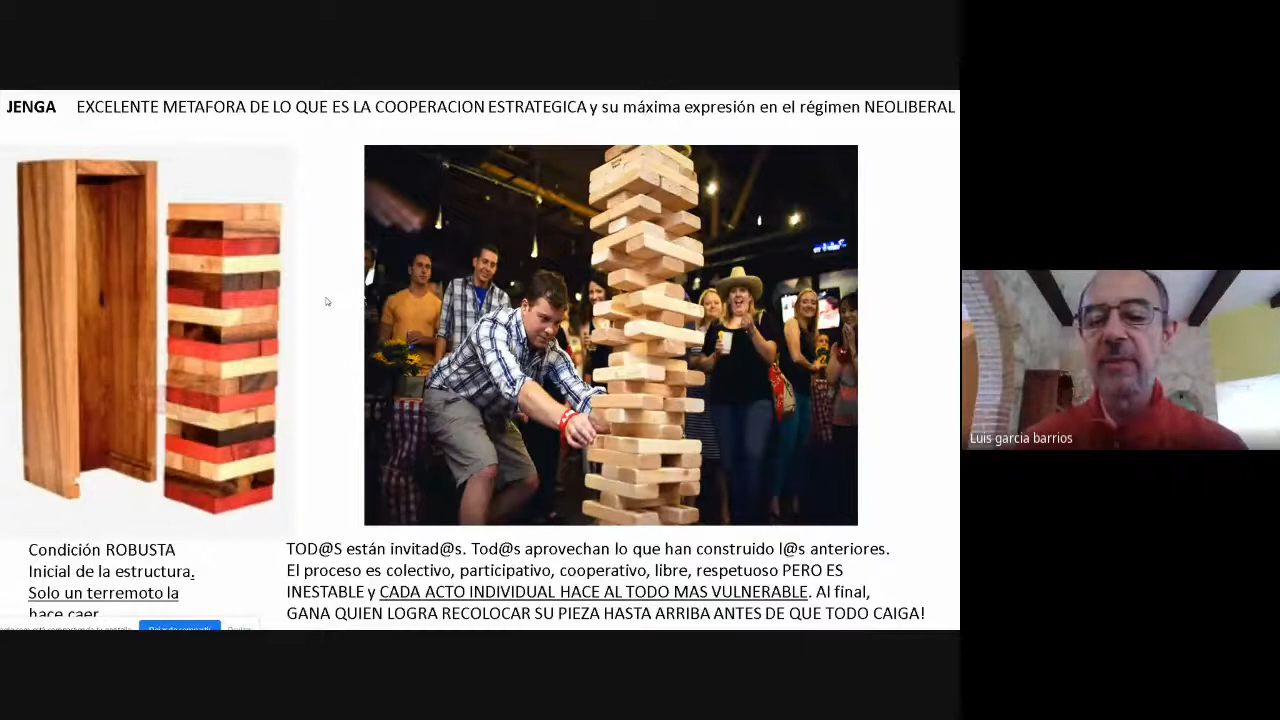 JENGA EXCELENTE METAFORA DE LO QUE ES LA COOPERACION ESTRATEGICA y su máxima expresión en el régimen NEOLIBERAL
Condición ROBUSTA
Inicial de la estructura.
Solo un terremoto la
hace caer
TOD@S están invitad@s. Tod@s aprovechan lo que han construido l@s anteriores.
El proceso es colectivo, participativo, cooperativo, libre, respetuoso PERO ES
INESTABLE y CADA ACTO INDIVIDUAL HACE AL TODO MAS VULNERABLE. Al final,
GANA QUIEN LOGRA RECOLOCAR SU PIEZA HASTA ARRIBA ANTES DE QUE TODO CAIGA!
Luis garcia barrios